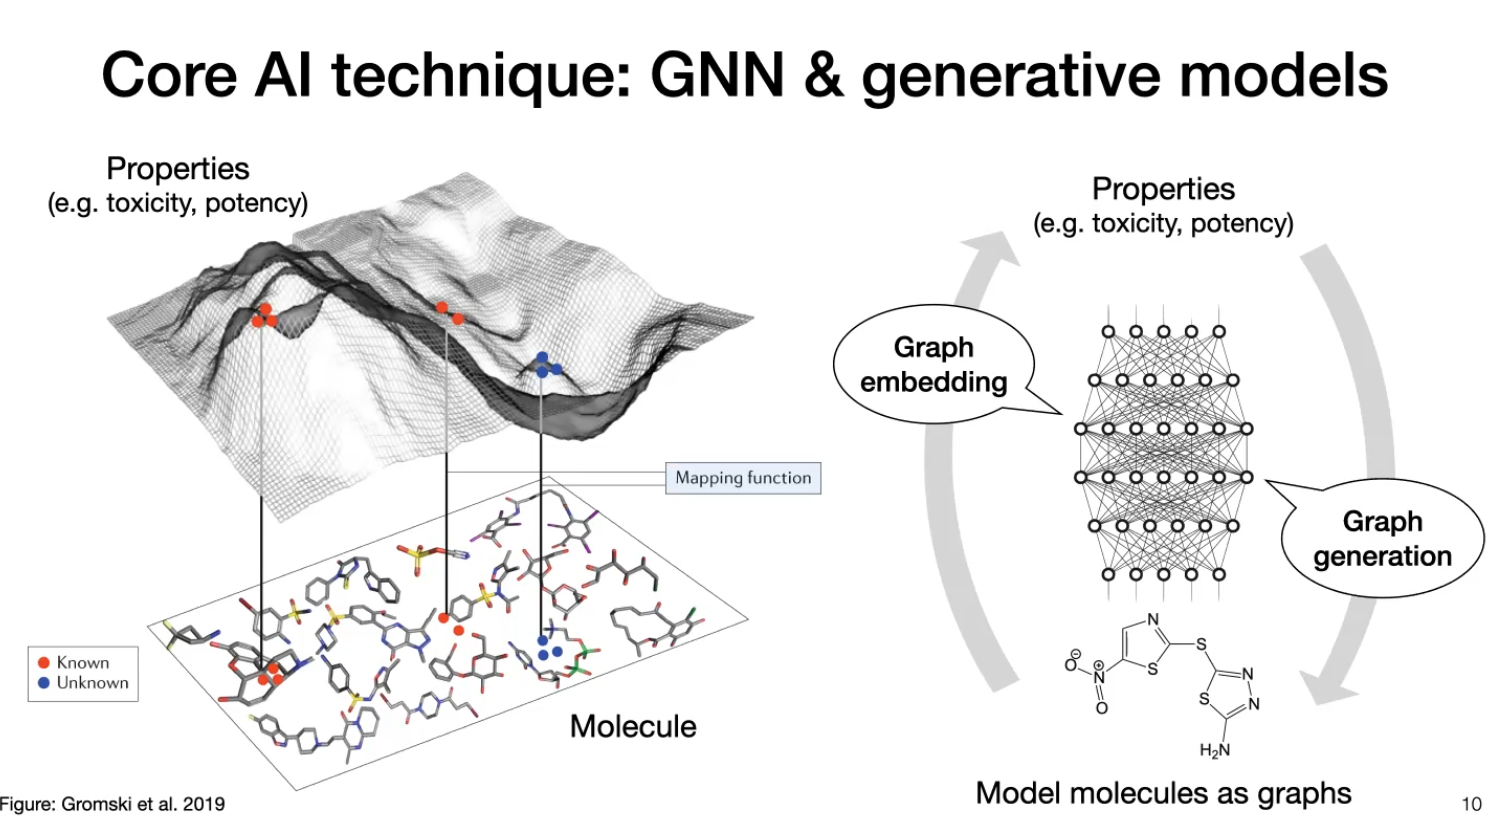 Core AI technique: GNN & generative models
Properties
(e.g. toxicity, potency)
Mapping function
Known
Unknown
Molecule
Figure: Gromski et al. 2019
Properties
(e.g. toxicity, potency)
Graph
embedding
Graph
generation
N
S
S
O
⊖
N
⊕
O
N
N
S
H₂N
Model molecules as graphs
10